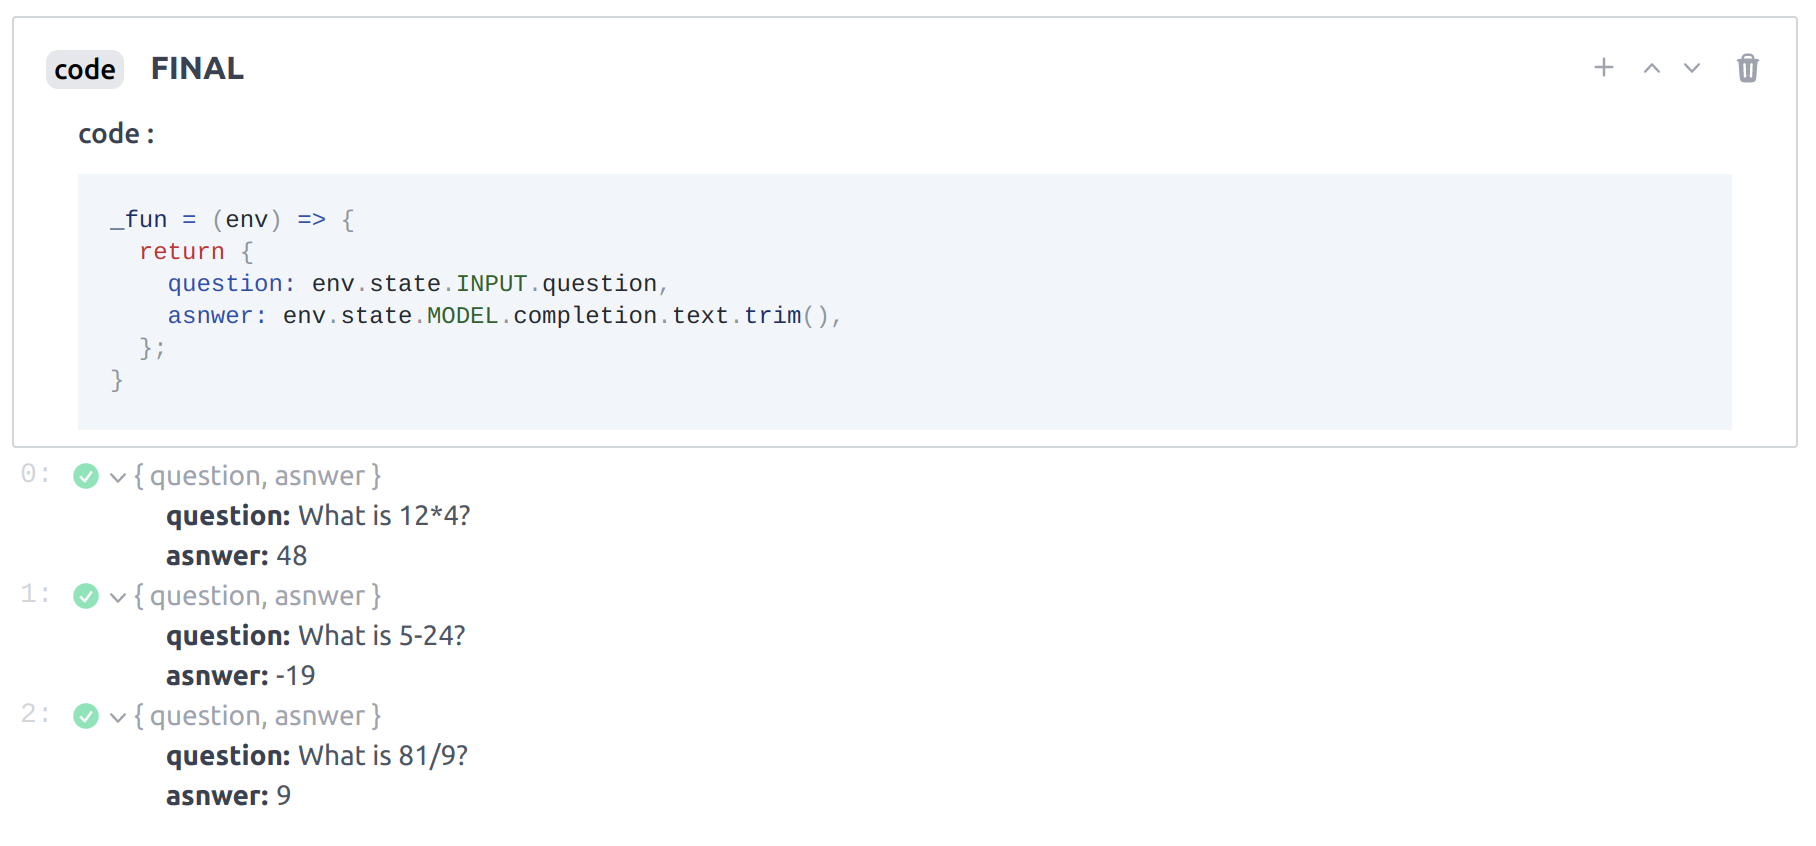 code FINAL
code :
_fun = (env) => {
  return {
    question: env.state.INPUT.question,
    asnwer: env.state.MODEL.completion.text.trim(),
  };
}
0: { question, asnwer }
question: What is 12*4?
asnwer: 48
1: { question, asnwer }
question: What is 5-24?
asnwer: -19
2: { question, asnwer }
question: What is 81/9?
asnwer: 9